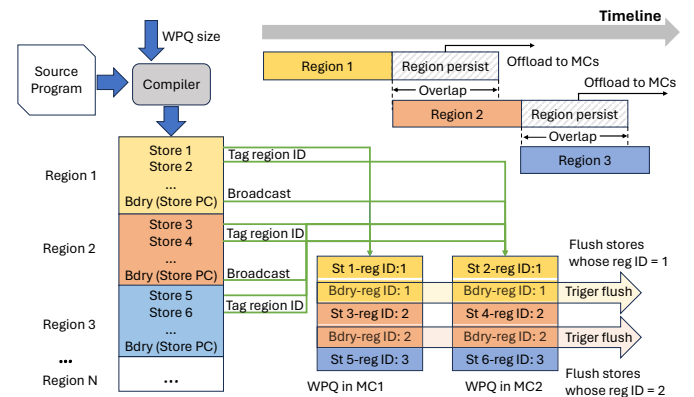 Timeline
WPQ size
Source
Program
Compiler
Region 1
Region persist
Offload to MCs
Overlap
Region 2
Region persist
Offload to MCs
Overlap
Region 3
Region 1
Store 1
Store 2
...
Bdry (Store PC)
Tag region ID
Broadcast
Region 2
Store 3
Store 4
...
Bdry (Store PC)
Tag region ID
Broadcast
Region 3
Store 5
Store 6
...
Bdry (Store PC)
Tag region ID
...
Region N
...
St 1-reg ID:1
Bdry-reg ID: 1
St 3-reg ID: 2
Bdry-reg ID: 2
St 5-reg ID: 3
WPQ in MC1
St 2-reg ID: 1
Bdry-reg ID: 1
St 4-reg ID: 2
Bdry-reg ID: 2
St 6-reg ID: 3
WPQ in MC2
Flush stores
whose reg ID = 1
Triger flush
Triger flush
Flush stores
whose reg ID = 2